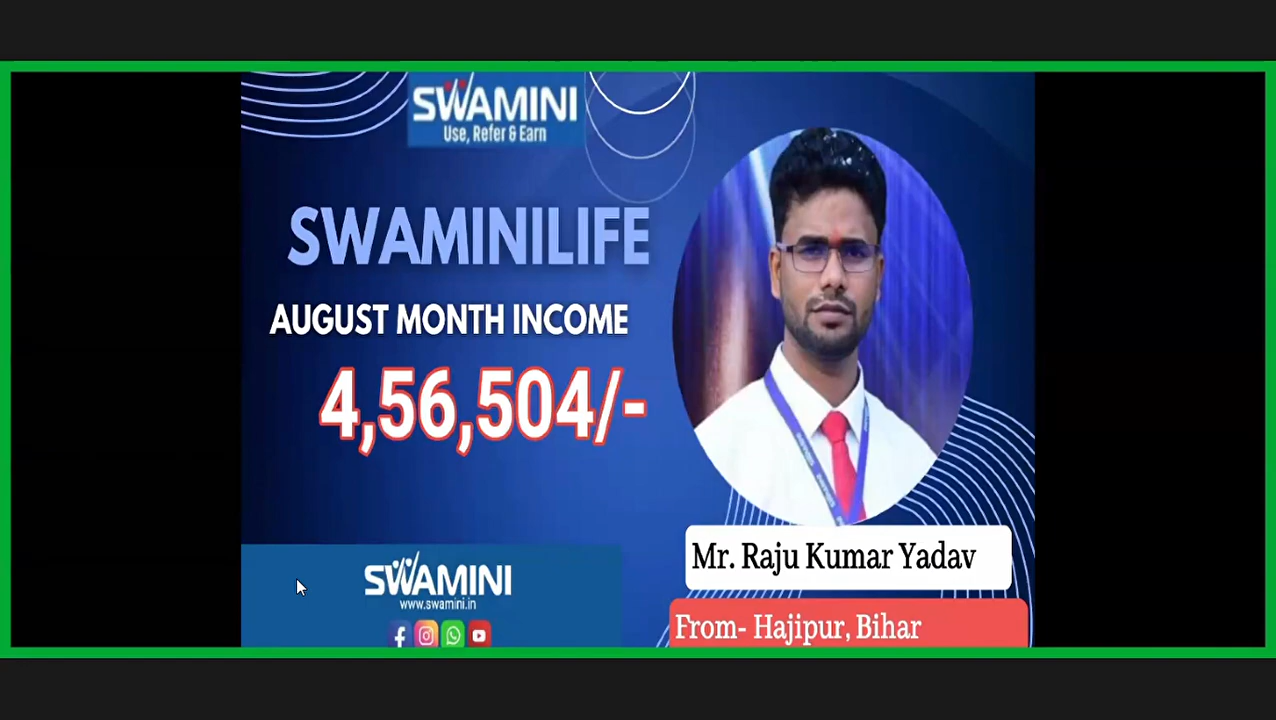 SWAMINI
Use, Refer & Earn
SWAMINILIFE
AUGUST MONTH INCOME
4,56,504/-
Mr. Raju Kumar Yadav
From- Hajipur, Bihar
SWAMINI
www.swamini.in